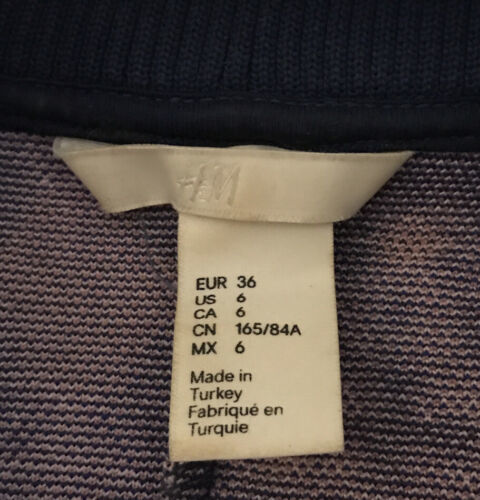 H&M
EUR 36
US 6
CA 6
CN 165/84A
MX 6
Made in
Turkey
Fabriqué en
Turquie